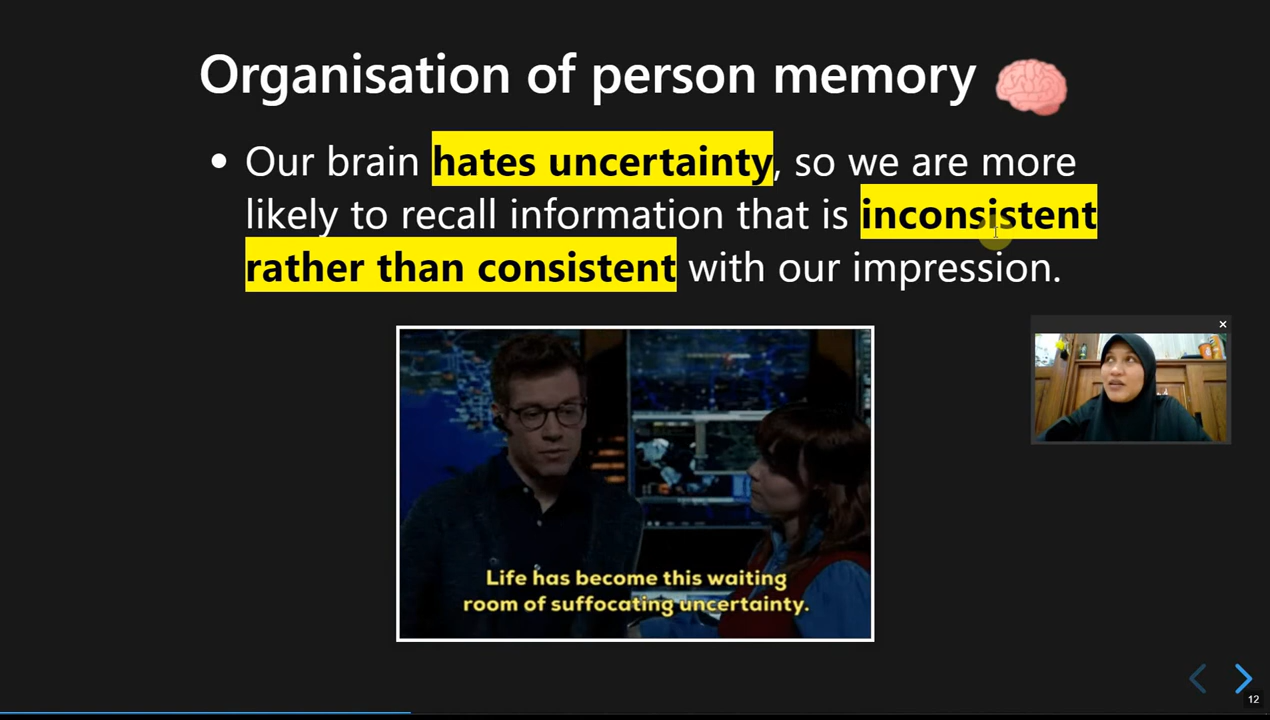 Organisation of person memory
• Our brain hates uncertainty, so we are more
likely to recall information that is inconsistent
rather than consistent with our impression.
Life has become this waiting
room of suffocating uncertainty.
12